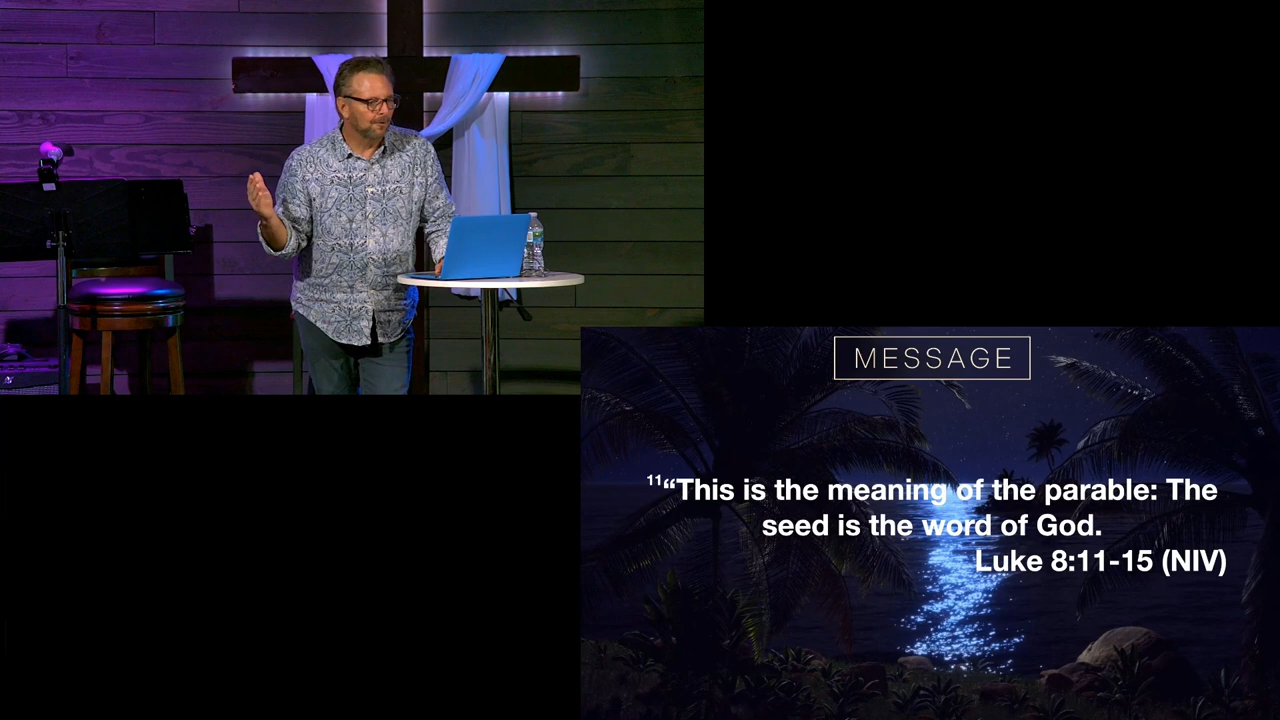 MESSAGE
11“This is the meaning of the parable: The
seed is the word of God.
Luke 8:11-15 (NIV)